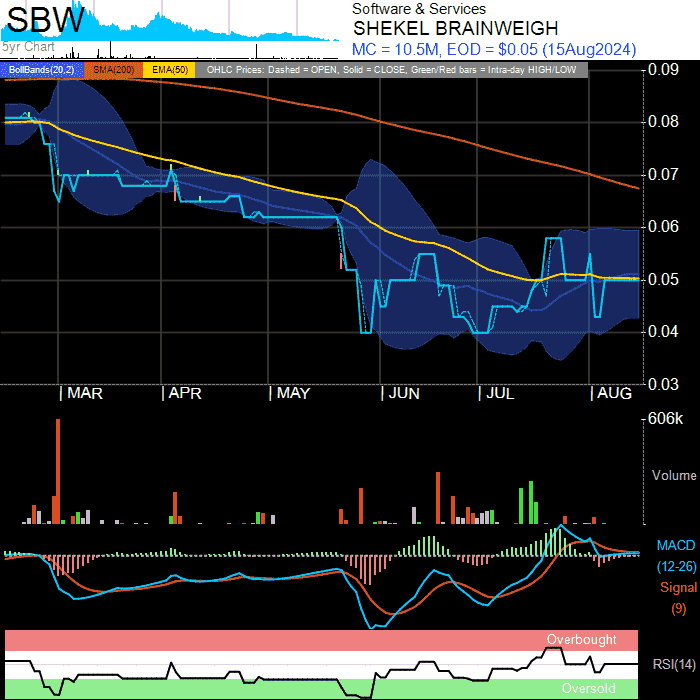 SBW
5yr Chart
Software & Services
SHEKEL BRAINWEIGH
MC = 10.5M, EOD = $0.05 (15Aug2024)
BollBands(20,2) SMA(200) EMA(50) OHLC Prices: Dashed = OPEN, Solid = CLOSE, Green/Red bars = Intra-day HIGH/LOW
0.09
0.08
0.07
0.06
0.05
0.04
0.03
| MAR | APR | MAY | JUN | JUL | AUG
606k
Volume
MACD
(12-26)
Signal
(9)
Overbought
RSI(14)
Oversold